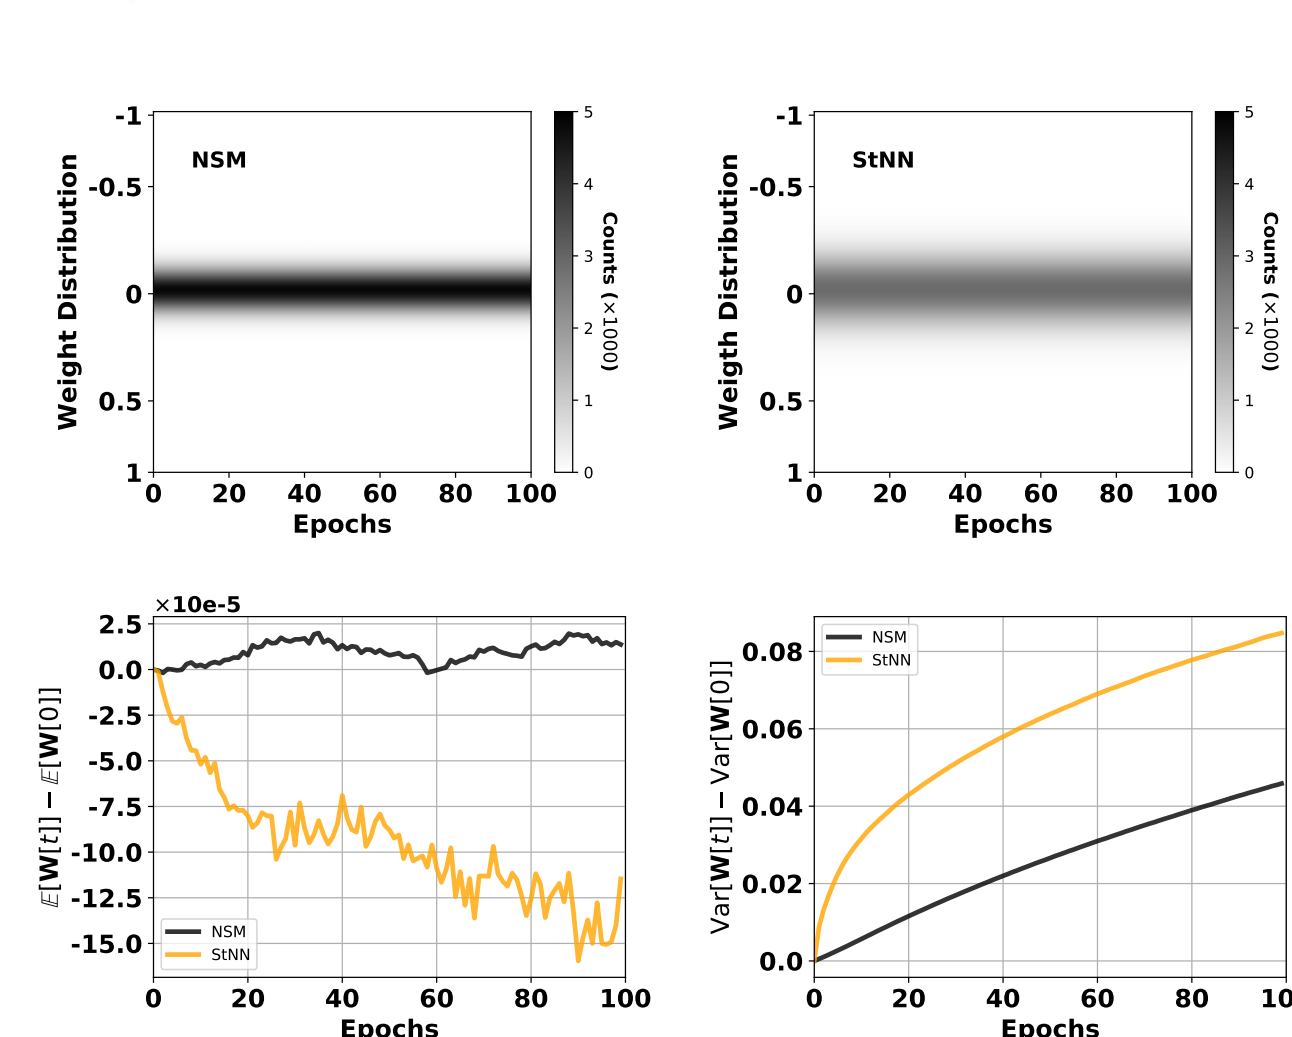 -1
-0.5
0
0.5
1
Weight Distribution
NSM
0 20 40 60 80 100
Epochs
5
4
3
2
1
0
Counts (×1000)
-1
-0.5
0
0.5
1
Weigth Distribution
StNN
0 20 40 60 80 100
Epochs
5
4
3
2
1
0
Counts (×1000)
×10e-5
2.5
0.0
-2.5
-5.0
-7.5
-10.0
-12.5
-15.0
𝔼[W[t]] − 𝔼[W[0]]
NSM
StNN
0 20 40 60 80 100
Epochs
0.08
0.06
0.04
0.02
0.0
Var[W[t]] − Var[W[0]]
NSM
StNN
0 20 40 60 80 10
Epochs